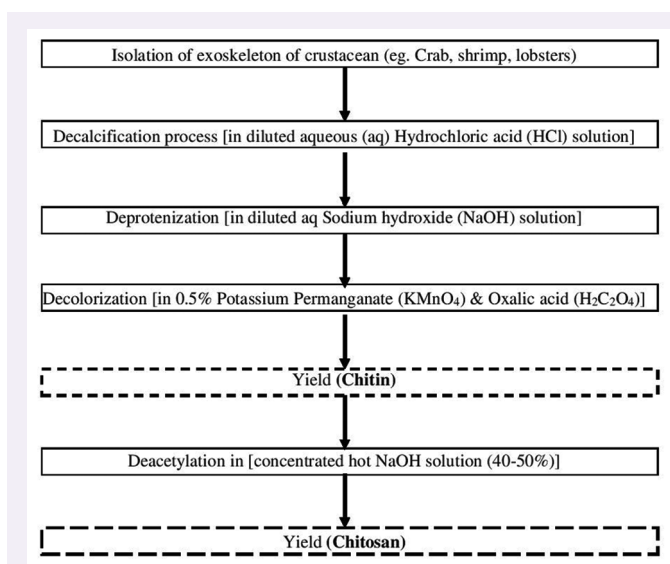 Isolation of exoskeleton of crustacean (eg. Crab, shrimp, lobsters)
Decalcification process [in diluted aqueous (aq) Hydrochloric acid (HCl) solution]
Deprotenization [in diluted aq Sodium hydroxide (NaOH) solution]
Decolorization [in 0.5% Potassium Permanganate (KMnO₄) & Oxalic acid (H₂C₂O₄)]
Yield (Chitin)
Deacetylation in [concentrated hot NaOH solution (40-50%)]
Yield (Chitosan)